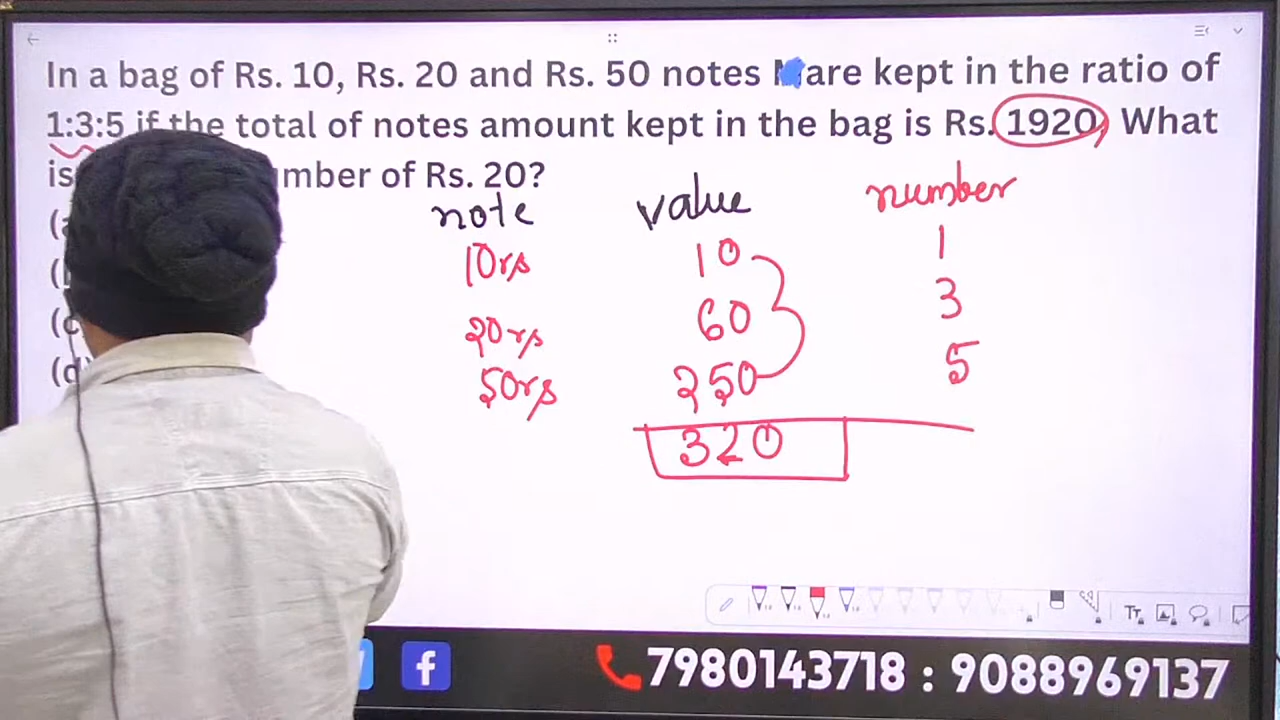 In a bag of Rs. 10, Rs. 20 and Rs. 50 notes are kept in the ratio of
1:3:5 if the total of notes amount kept in the bag is Rs. 1920, What
is mber of Rs. 20?
note value number
10rs 10 1
20rs 60 3
50rs 250 5
320
7980143718 : 9088969137